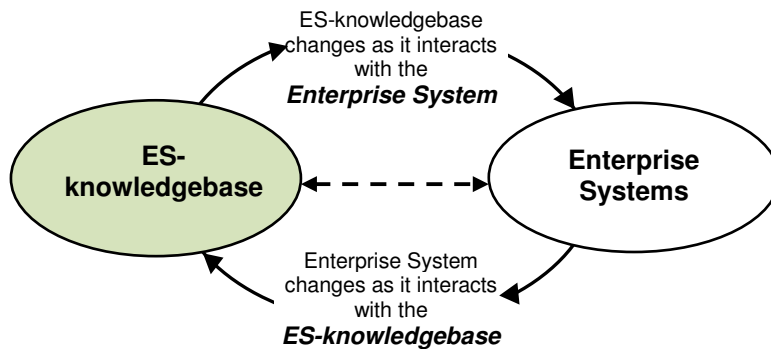 ES-knowledgebase
changes as it interacts
with the
Enterprise System
ES-
knowledgebase
Enterprise
Systems
Enterprise System
changes as it interacts
with the
ES-knowledgebase